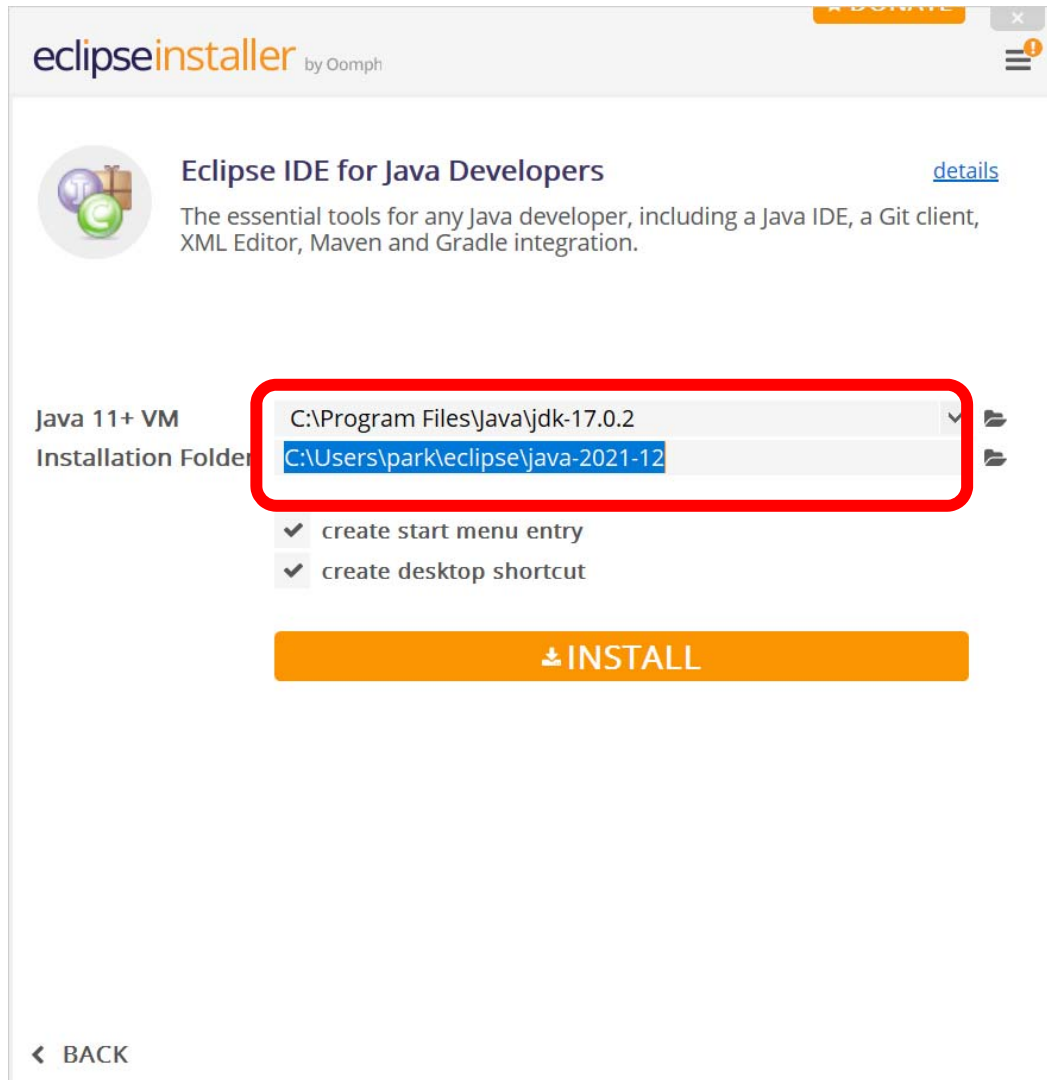 DONATE
eclipseinstaller by Oomph
Eclipse IDE for Java Developers
details
The essential tools for any Java developer, including a Java IDE, a Git client,
XML Editor, Maven and Gradle integration.
Java 11+ VM
C:\Program Files\Java\jdk-17.0.2
Installation Folder
C:\Users\park\eclipse\java-2021-12
create start menu entry
create desktop shortcut
INSTALL
BACK